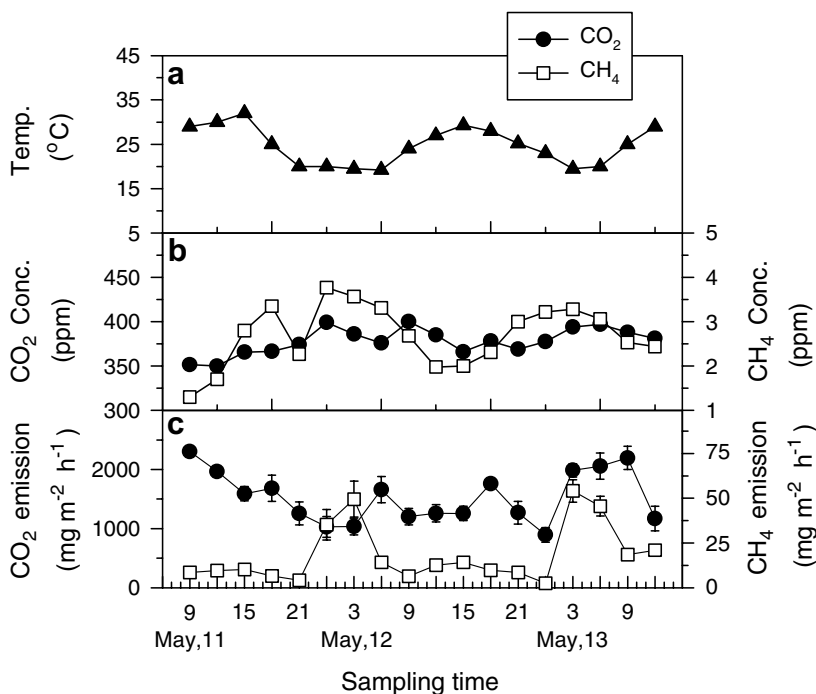 CO2
CH4
a
45
35
25
15
5
Temp.
(oC)
b
450
400
350
300
CO2 Conc.
(ppm)
5
4
3
2
1
CH4 Conc.
(ppm)
c
2000
1000
0
CO2 emission
(mg m-2 h-1)
75
50
25
0
CH4 emission
(mg m-2 h-1)
9 15 21 3 9 15 21 3 9
May,11 May,12 May,13
Sampling time